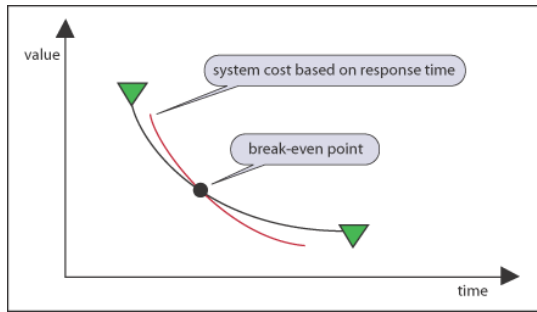 value
system cost based on response time
break-even point
time